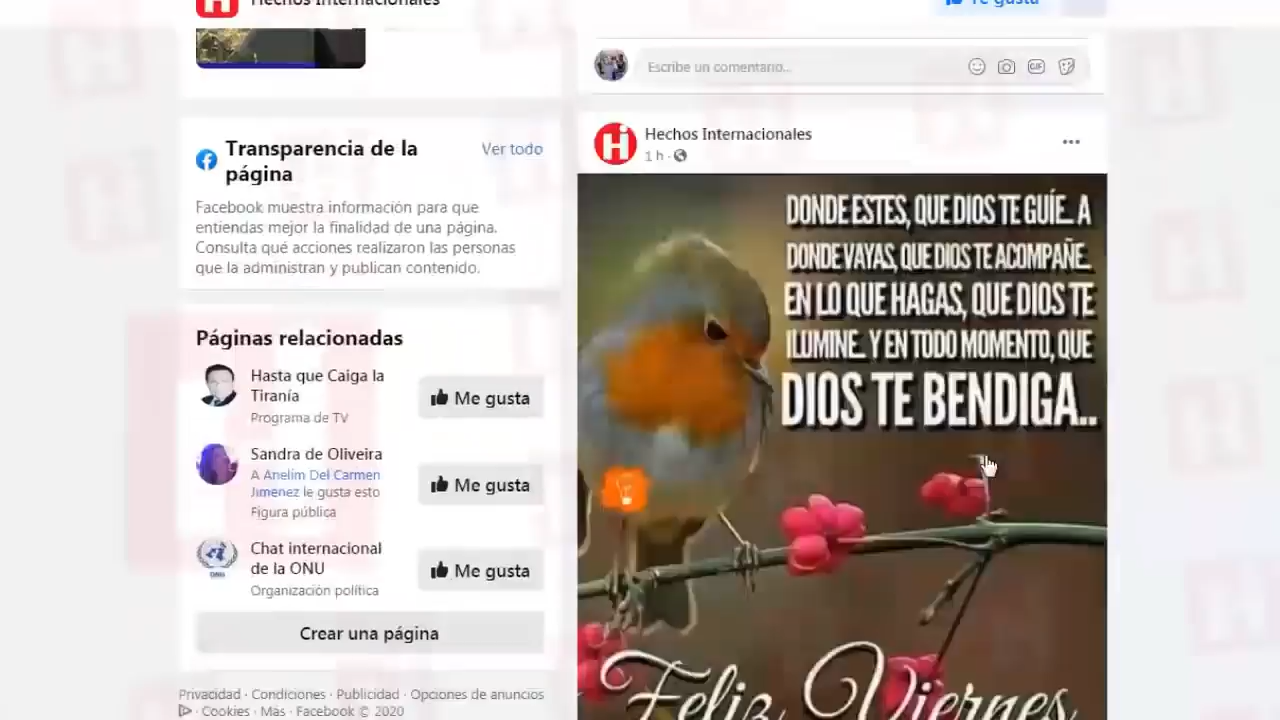 Hechos Internacionales
Te gusta
Escribe un comentario...
GIF
Transparencia de la
página
Ver todo
Facebook muestra información para que
entiendas mejor la finalidad de una página.
Consulta qué acciones realizaron las personas
que la administran y publican contenido.
Páginas relacionadas
Hasta que Caiga la
Tiranía
Programa de TV
Me gusta
Sandra de Oliveira
A Anelim Del Carmen
Jimenez le gusta esto
Figura pública
Me gusta
Chat internacional
de la ONU
Organización política
Me gusta
Crear una página
Privacidad · Condiciones · Publicidad · Opciones de anuncios
· Cookies · Más · Facebook © 2020
Hi
Hechos Internacionales
1 h ·
DONDE ESTES, QUE DIOS TE GUÍE... A
DONDE VAYAS, QUE DIOS TE ACOMPAÑE...
EN LO QUE HAGAS, QUE DIOS TE
ILUMINE... Y EN TODO MOMENTO, QUE
DIOS TE BENDIGA..
Feliz Viernes